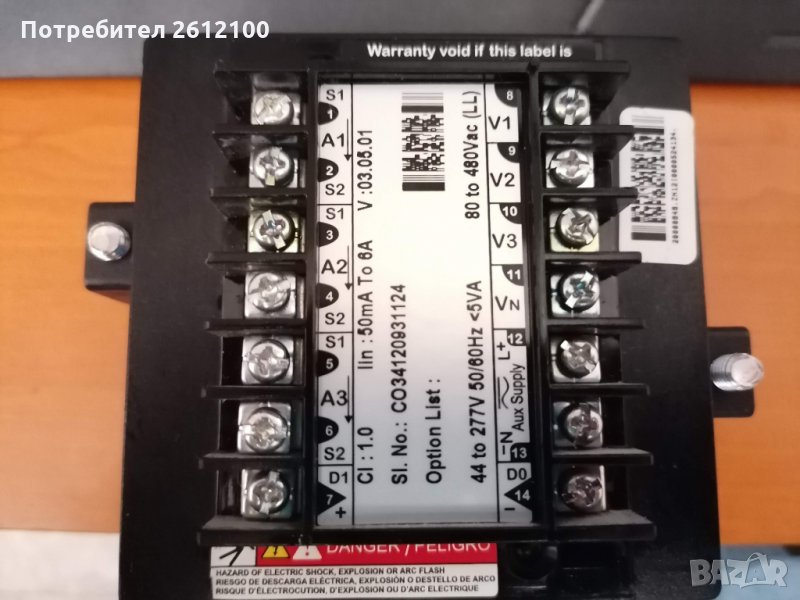 Потребител 2612100
Warranty void if this label is
S1
1
A1
2
S2
S1
3
A2
4
S2
S1
5
A3
6
S2
D1
7
+
V :03.05.01
Iin : 50mA To 6A
Cl : 1.0
Sl. No.: CO34120931124
Option List :
80 to 480Vac (LL)
44 to 277V 50/60Hz <5VA
8
V1
9
V2
10
V3
11
VN
12
L+
Aux Supply
–N
13
D0
14
-
DANGER / PELIGRO
HAZARD OF ELECTRIC SHOCK, EXPLOSION OR ARC FLASH
RIESGO DE DESCARGA ELÉCTRICA, EXPLOSIÓN O DESTELLO DE ARCO
RISQUE D'ÉLECTROCUTION, D'EXPLOSION OU D'ARC ELECTRIQUE
BAZAR